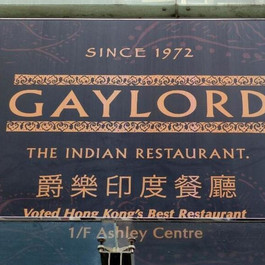 SINCE 1972
GAYLORD
THE INDIAN RESTAURANT.
爵樂印度餐廳
Voted Hong Kong's Best Restaurant
1/F Ashley Centre